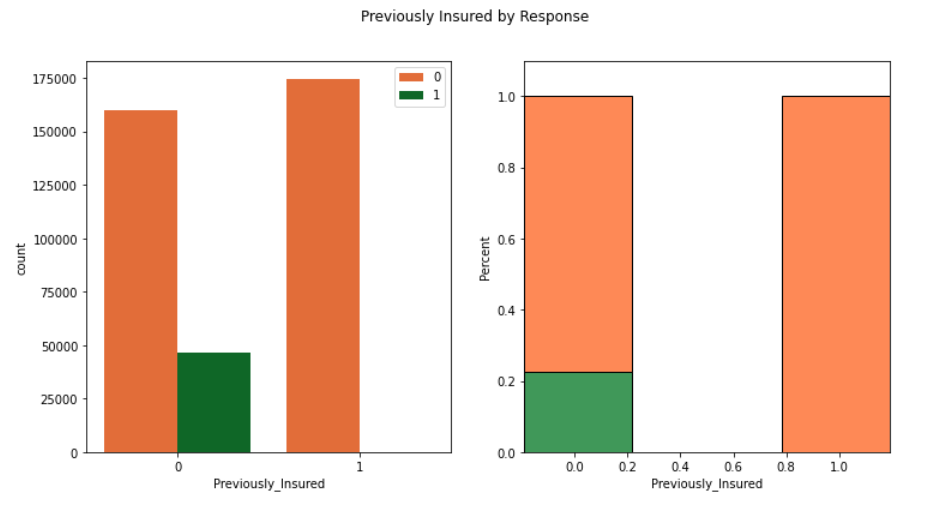 Previously Insured by Response
0
1
175000
150000
125000
100000
75000
50000
25000
0
count
0 1
Previously_Insured
1.0
0.8
0.6
0.4
0.2
0.0
Percent
0.0 0.2 0.4 0.6 0.8 1.0
Previously_Insured